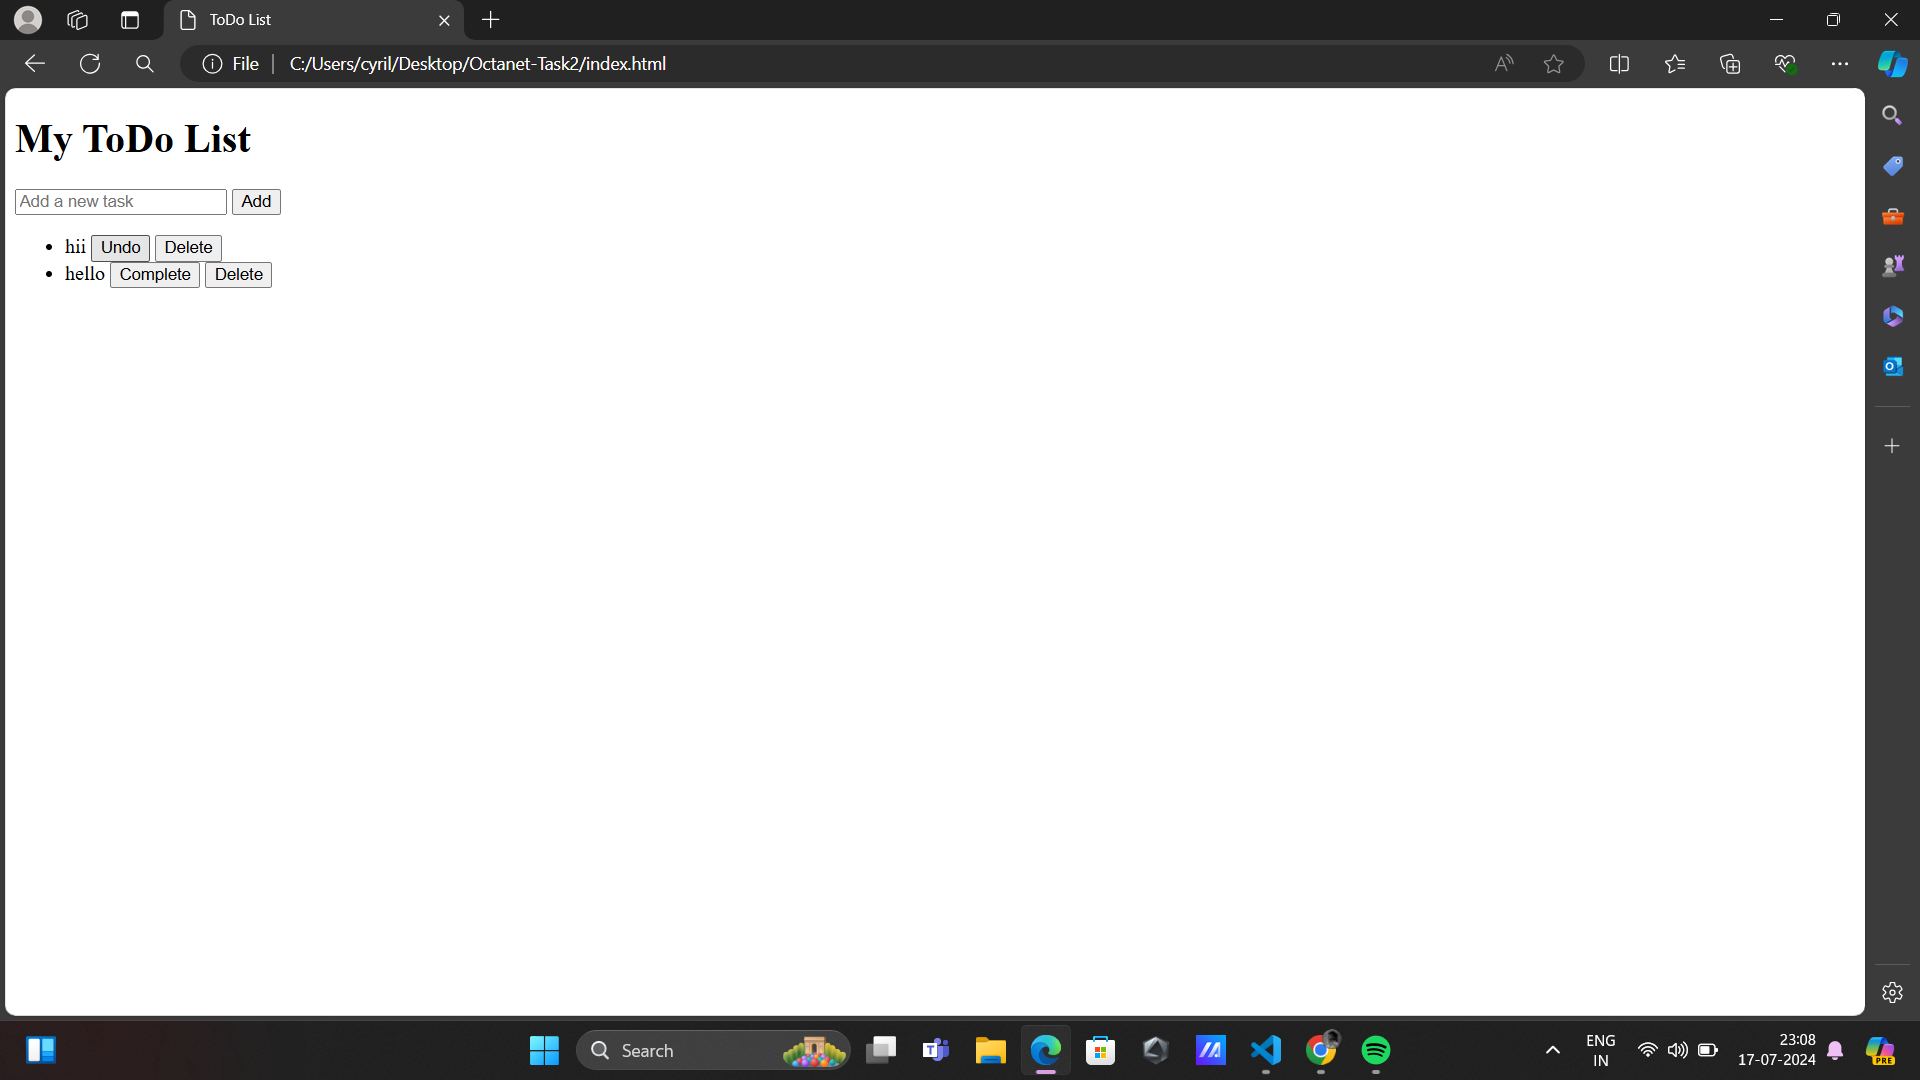 ToDo List
File C:/Users/cyril/Desktop/Octanet-Task2/index.html
My ToDo List
Add a new task Add
hii Undo Delete
hello Complete Delete
Search
ENG
IN
23:08
17-07-2024
PRE